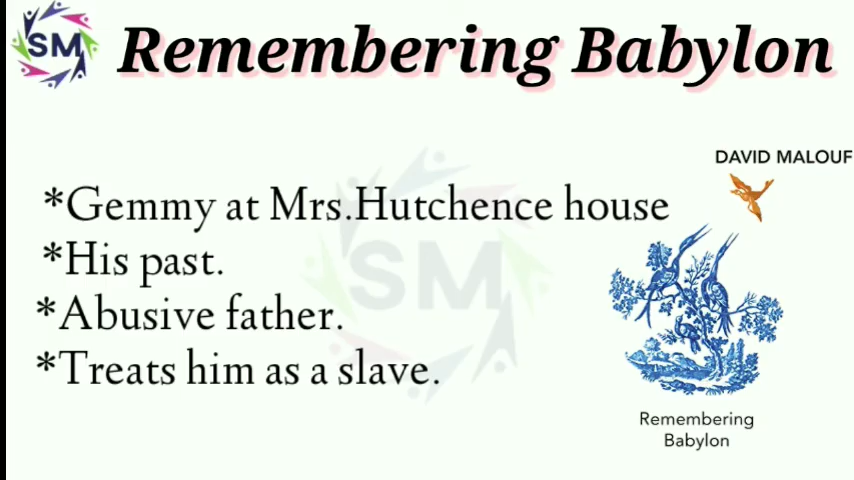 SM
Remembering Babylon
DAVID MALOUF
*Gemmy at Mrs.Hutchence house
*His past.
*Abusive father.
*Treats him as a slave.
SM
Remembering
Babylon